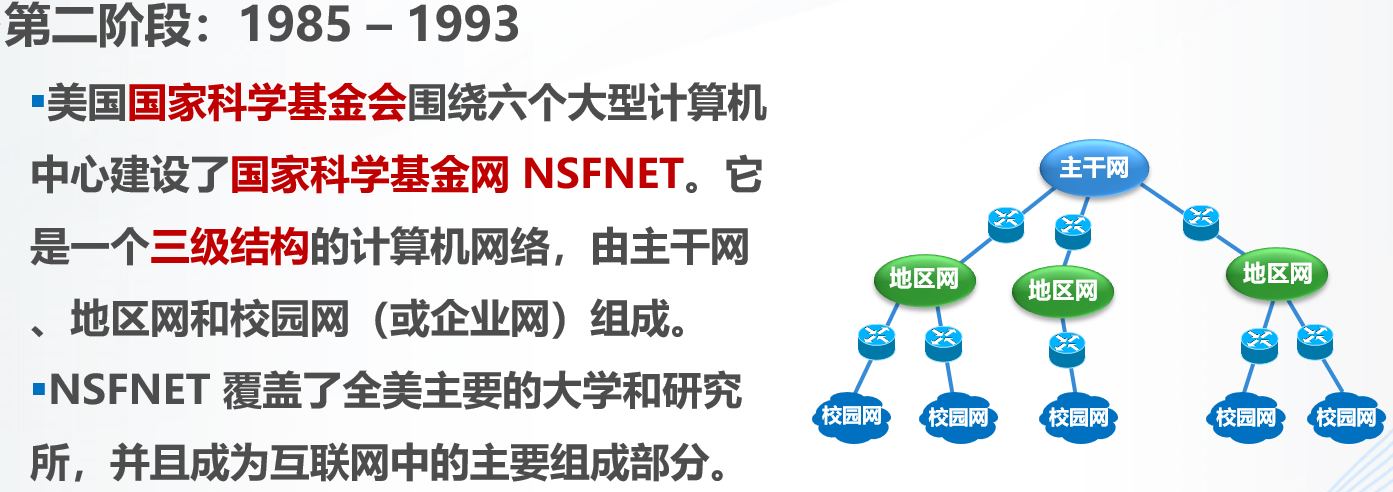 第二阶段：1985 – 1993
▪美国国家科学基金会围绕六个大型计算机
中心建设了国家科学基金网 NSFNET。它
是一个三级结构的计算机网络，由主干网
、地区网和校园网（或企业网）组成。
▪NSFNET 覆盖了全美主要的大学和研究
所，并且成为互联网中的主要组成部分。
主干网
地区网
地区网
地区网
校园网
校园网
校园网
校园网
校园网